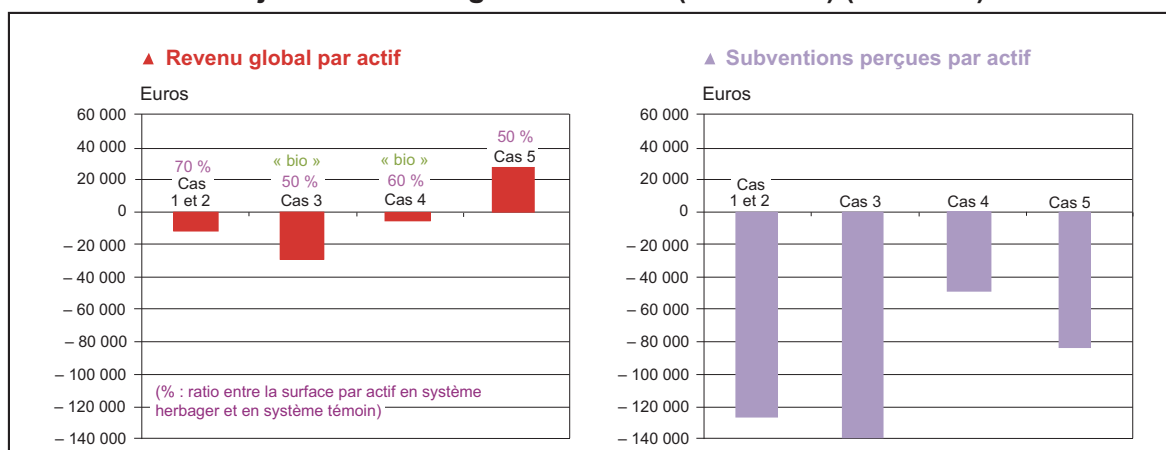 ▲ Revenu global par actif
Euros
60 000
40 000
20 000
0
– 20 000
– 40 000
– 60 000
– 80 000
– 100 000
– 120 000
– 140 000
70 %
Cas
1 et 2
« bio »
50 %
Cas 3
« bio »
60 %
Cas 4
50 %
Cas 5
(% : ratio entre la surface par actif en système
herbager et en système témoin)
▲ Subventions perçues par actif
Euros
60 000
40 000
20 000
0
– 20 000
– 40 000
– 60 000
– 80 000
– 100 000
– 120 000
– 140 000
Cas
1 et 2
Cas 3
Cas 4
Cas 5